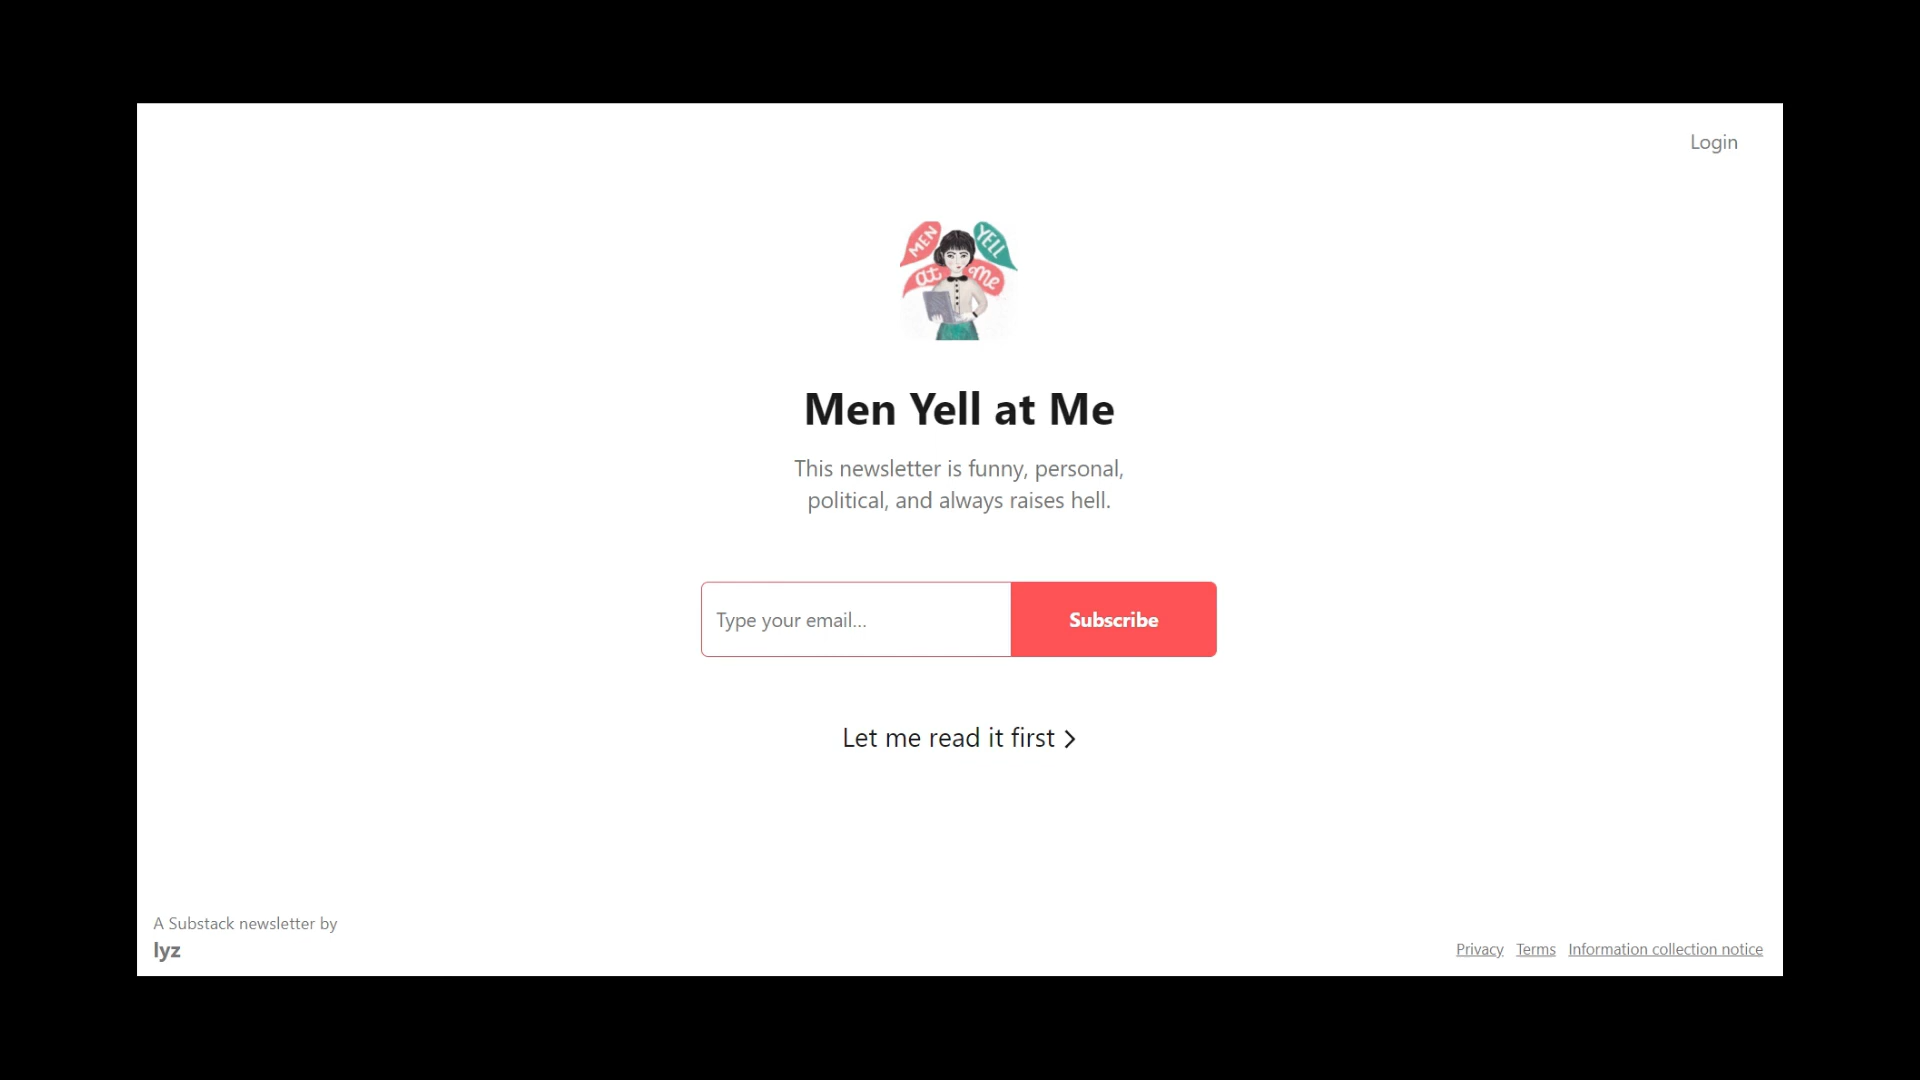 Login
MEN YELL
at Me
Men Yell at Me
This newsletter is funny, personal,
political, and always raises hell.
Type your email...
Subscribe
Let me read it first
A Substack newsletter by
lyz
Privacy Terms Information collection notice